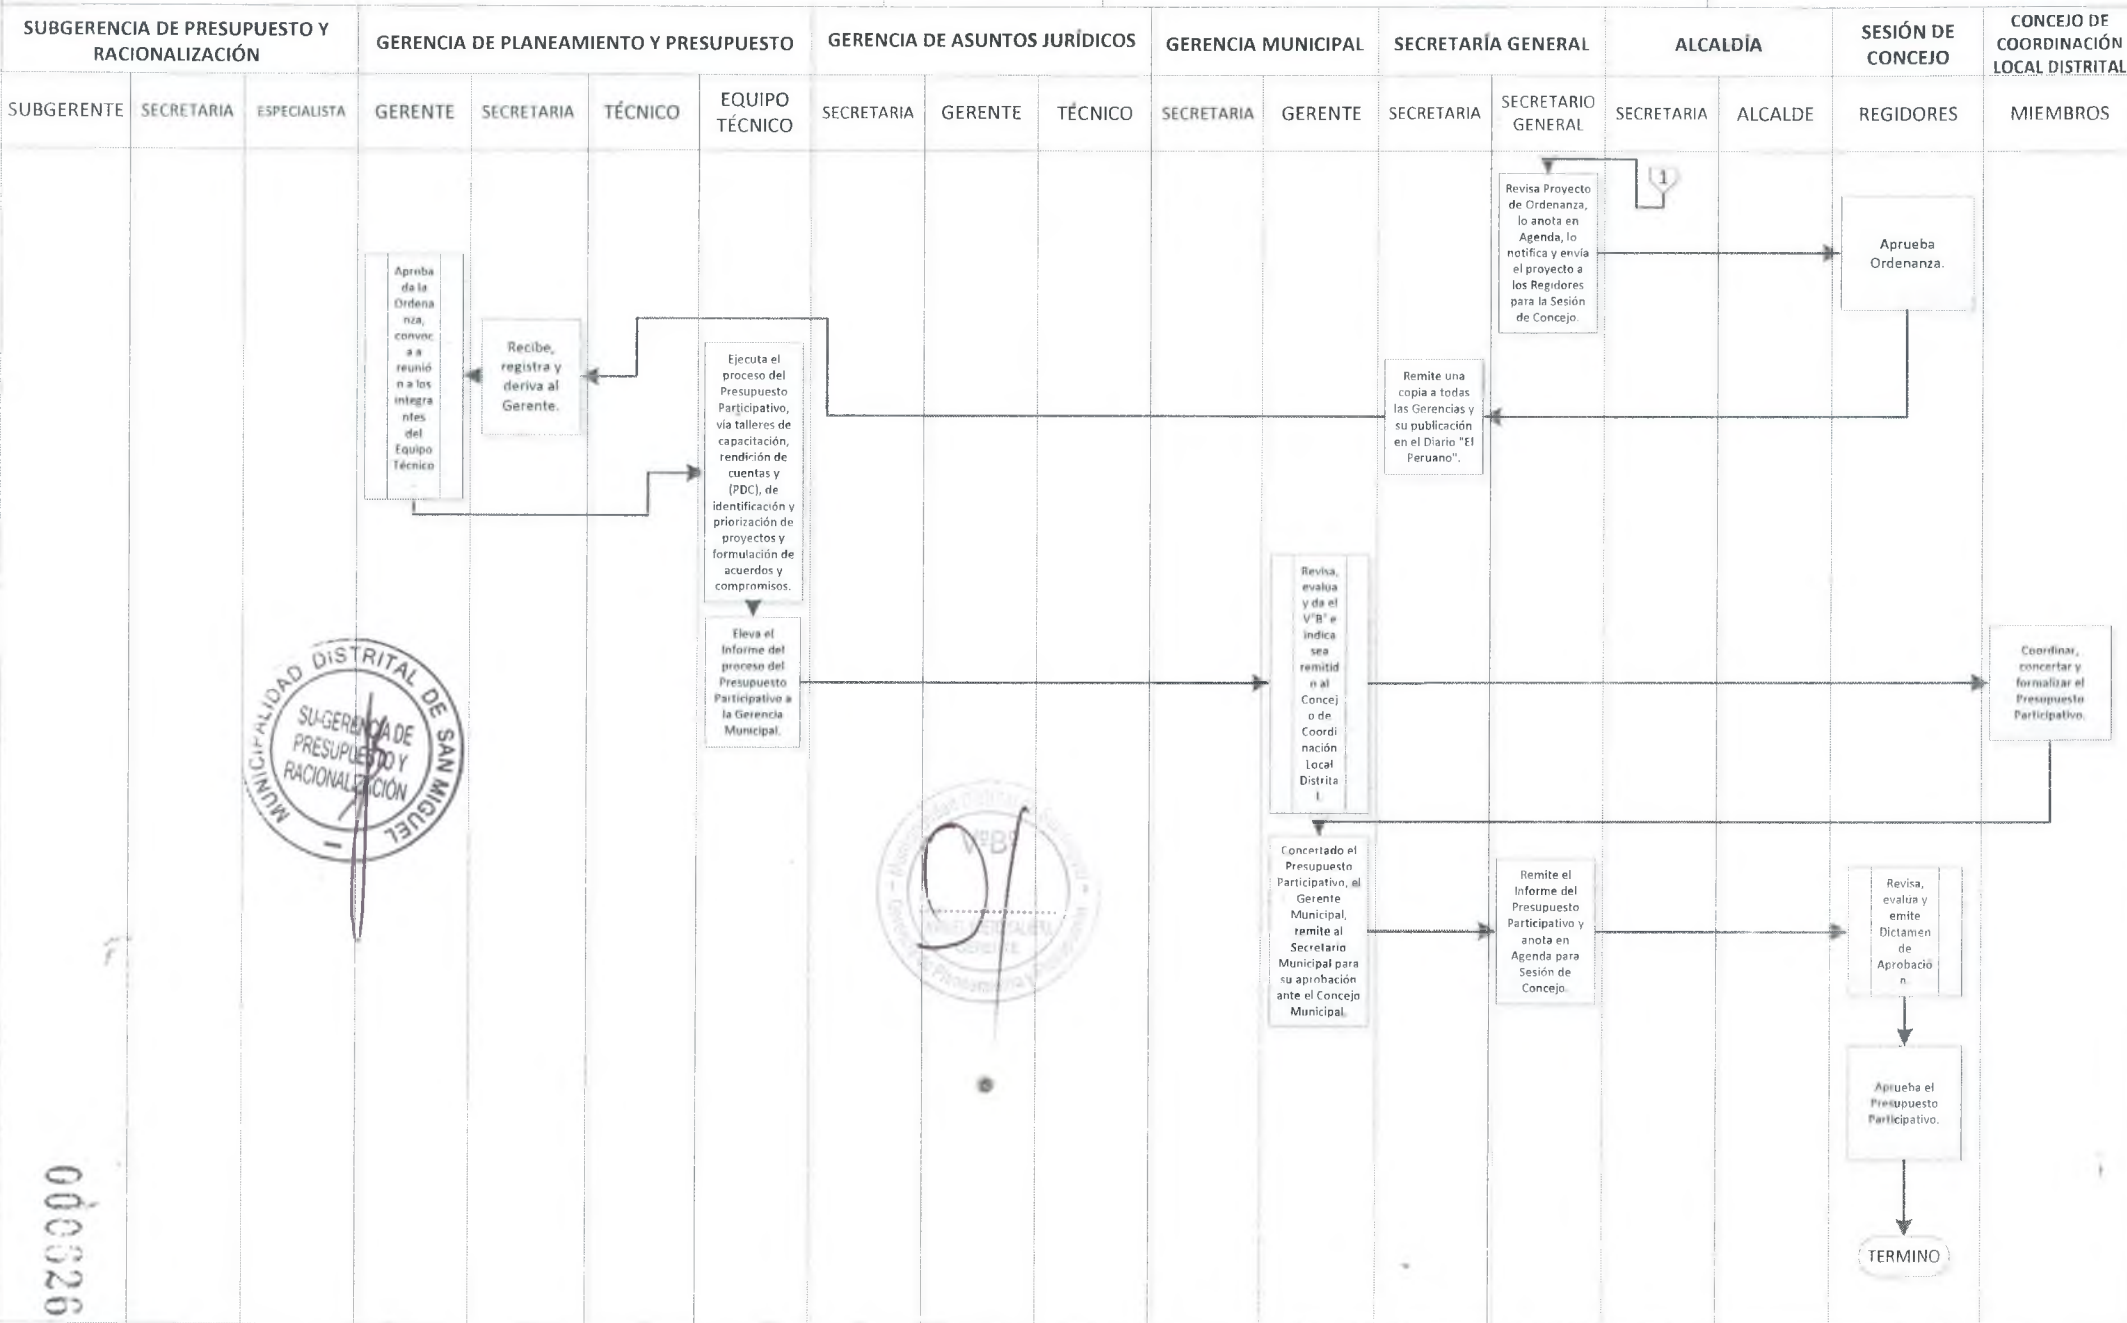 SUBGERENCIA DE PRESUPUESTO Y
RACIONALIZACIÓN
GERENCIA DE PLANEAMIENTO Y PRESUPUESTO
GERENCIA DE ASUNTOS JURÍDICOS
GERENCIA MUNICIPAL
SECRETARÍA GENERAL
ALCALDÍA
SESIÓN DE
CONCEJO
CONCEJO DE
COORDINACIÓN
LOCAL DISTRITAL
SUBGERENTE
SECRETARIA
ESPECIALISTA
GERENTE
SECRETARIA
TÉCNICO
EQUIPO
TÉCNICO
SECRETARIA
GERENTE
TÉCNICO
SECRETARIA
GERENTE
SECRETARIA
SECRETARIO
GENERAL
SECRETARIA
ALCALDE
REGIDORES
MIEMBROS
1
Revisa Proyecto
de Ordenanza,
lo anota en
Agenda, lo
notifica y envía
el proyecto a
los Regidores
para la Sesión
de Concejo.
Aprueba
Ordenanza.
Remite una
copia a todas
las Gerencias y
su publicación
en el Diario "El
Peruano".
Recibe,
registra y
deriva al
Gerente.
Aproba
da la
Ordena
nza,
convoc
a a
reunió
n a los
integra
ntes
del
Equipo
Técnico
Ejecuta el
proceso del
Presupuesto
Participativo,
via talleres de
capacitación,
rendición de
cuentas y
(PDC), de
identificación y
priorización de
proyectos y
formulación de
acuerdos y
compromisos.
Eleva el
Informe del
proceso del
Presupuesto
Participativo a
la Gerencia
Municipal.
Revisa,
evalúa
y da el
V°B° e
indica
sea
remitid
o al
Concej
o de
Coordi
nación
Local
Distrita
l.
Coordinar,
concertar y
formalizar el
Presupuesto
Participativo.
Concertado el
Presupuesto
Participativo, el
Gerente
Municipal,
remite al
Secretario
Municipal para
su aprobación
ante el Concejo
Municipal.
Remite el
Informe del
Presupuesto
Participativo y
anota en
Agenda para
Sesión de
Concejo.
Revisa,
evalúa y
emite
Dictamen
de
Aprobació
n.
Aprueba el
Presupuesto
Participativo.
TERMINO
MUNICIPALIDAD DISTRITAL DE SAN MIGUEL
SU-GERENCIA DE
PRESUPUESTO Y
RACIONALIZACIÓN
VºBº
GERENTE
000626